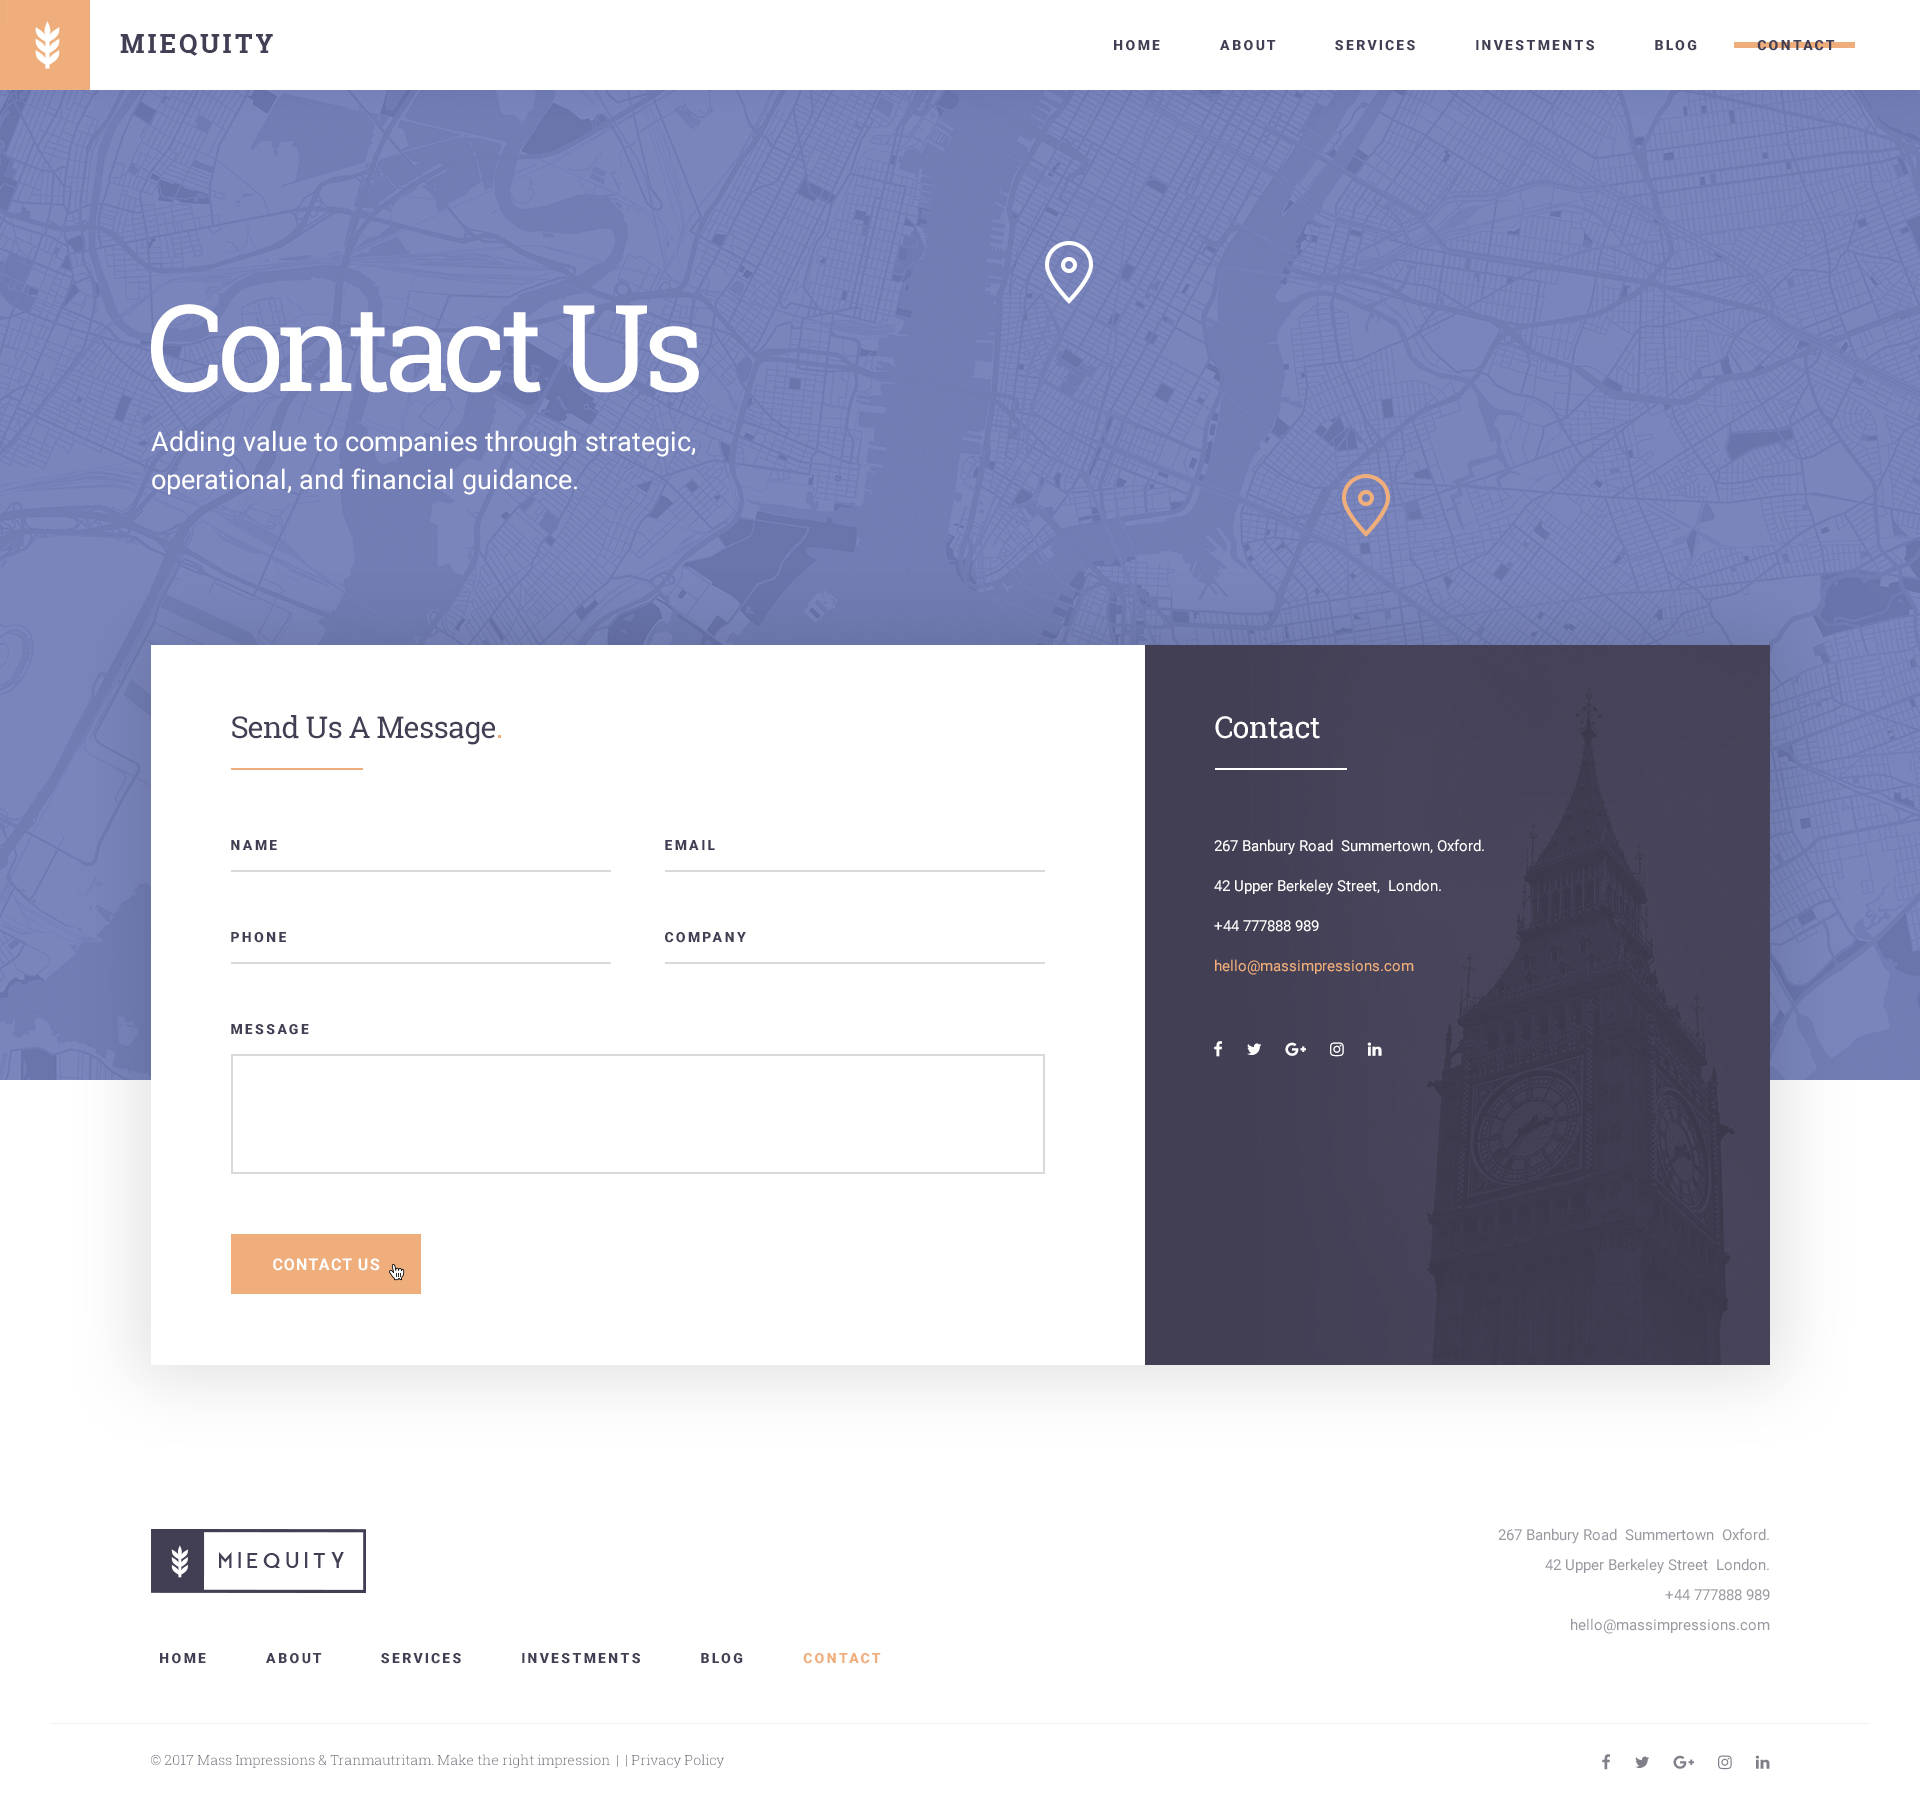 MIEQUITY
HOME ABOUT SERVICES INVESTMENTS BLOG CONTACT
Contact Us
Adding value to companies through strategic,
operational, and financial guidance.
Send Us A Message.
NAME EMAIL
PHONE COMPANY
MESSAGE
CONTACT US
Contact
267 Banbury Road Summertown, Oxford.
42 Upper Berkeley Street, London.
+44 777888 989
hello@massimpressions.com
MIEQUITY
HOME ABOUT SERVICES INVESTMENTS BLOG CONTACT
267 Banbury Road Summertown Oxford.
42 Upper Berkeley Street London.
+44 777888 989
hello@massimpressions.com
© 2017 Mass Impressions & Tranmautritam. Make the right impression | | Privacy Policy